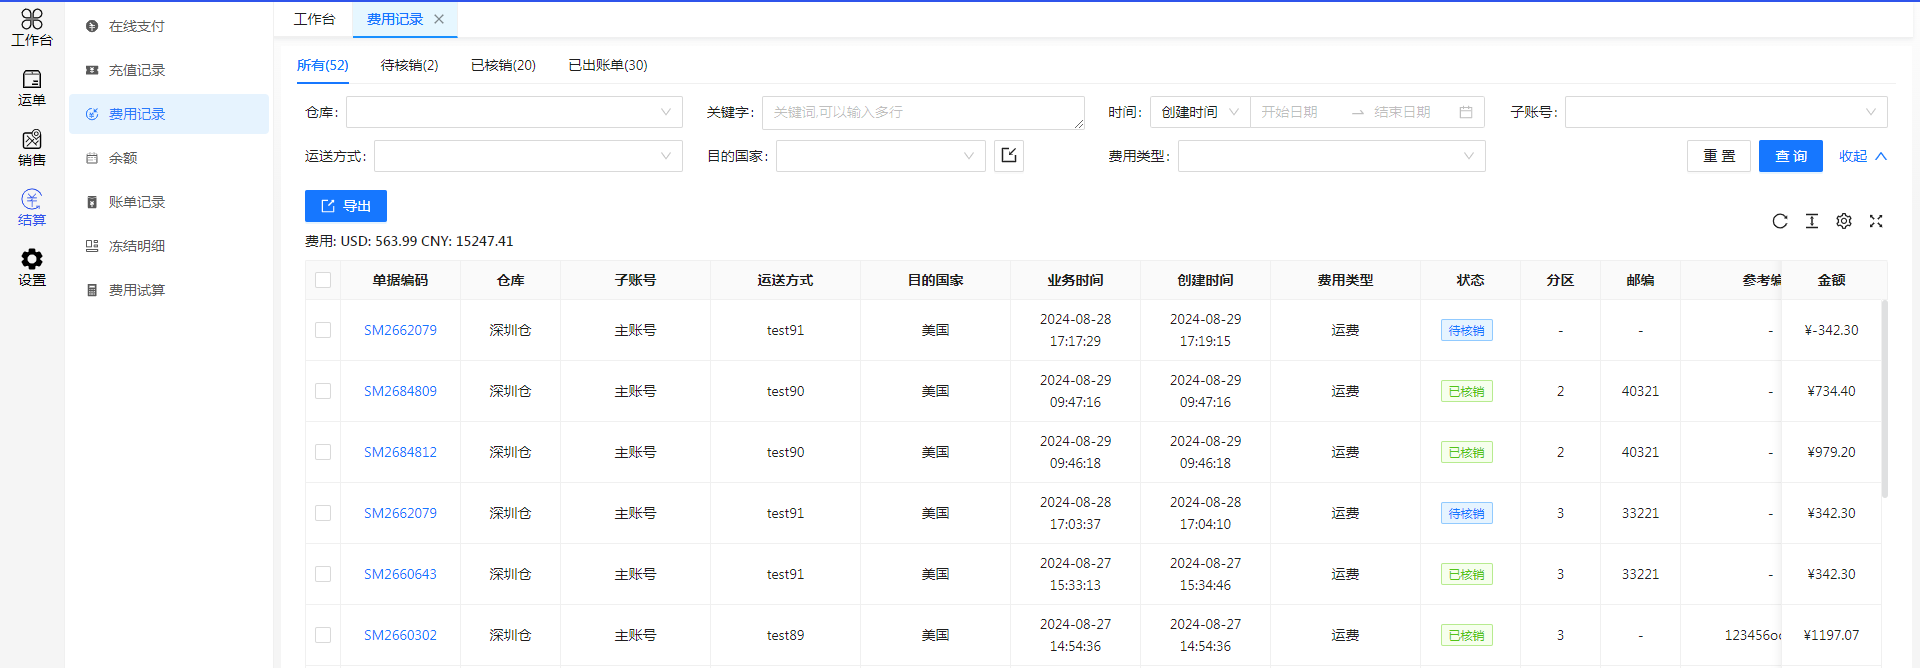 工作台
运单
销售
结算
设置
在线支付
充值记录
费用记录
余额
账单记录
冻结明细
费用试算
工作台 费用记录
所有(52) 待核销(2) 已核销(20) 已出账单(30)
仓库: 关键字: 关键词,可以输入多行 时间: 创建时间 开始日期 → 结束日期 子账号:
运送方式: 目的国家: 费用类型: 重 置 查 询 收起
导出
费用: USD: 563.99 CNY: 15247.41
单据编码 仓库 子账号 运送方式 目的国家 业务时间 创建时间 费用类型 状态 分区 邮编 参考编 金额
SM2662079 深圳仓 主账号 test91 美国 2024-08-28 17:17:29 2024-08-29 17:19:15 运费 待核销 - - - ¥-342.30
SM2684809 深圳仓 主账号 test90 美国 2024-08-29 09:47:16 2024-08-29 09:47:16 运费 已核销 2 40321 - ¥734.40
SM2684812 深圳仓 主账号 test90 美国 2024-08-29 09:46:18 2024-08-29 09:46:18 运费 已核销 2 40321 - ¥979.20
SM2662079 深圳仓 主账号 test91 美国 2024-08-28 17:03:37 2024-08-28 17:04:10 运费 待核销 3 33221 - ¥342.30
SM2660643 深圳仓 主账号 test91 美国 2024-08-27 15:33:13 2024-08-27 15:34:46 运费 已核销 3 33221 - ¥342.30
SM2660302 深圳仓 主账号 test89 美国 2024-08-27 14:54:36 2024-08-27 14:54:36 运费 已核销 3 - 123456oc ¥1197.07